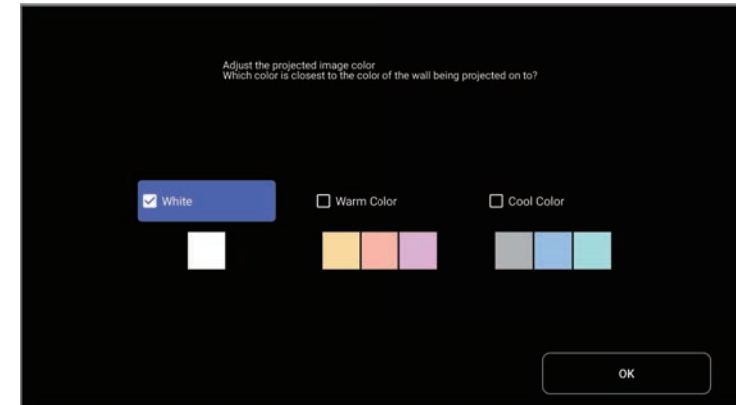 Adjust the projected image color
Which color is closest to the color of the wall being projected on to?
White
Warm Color
Cool Color
OK